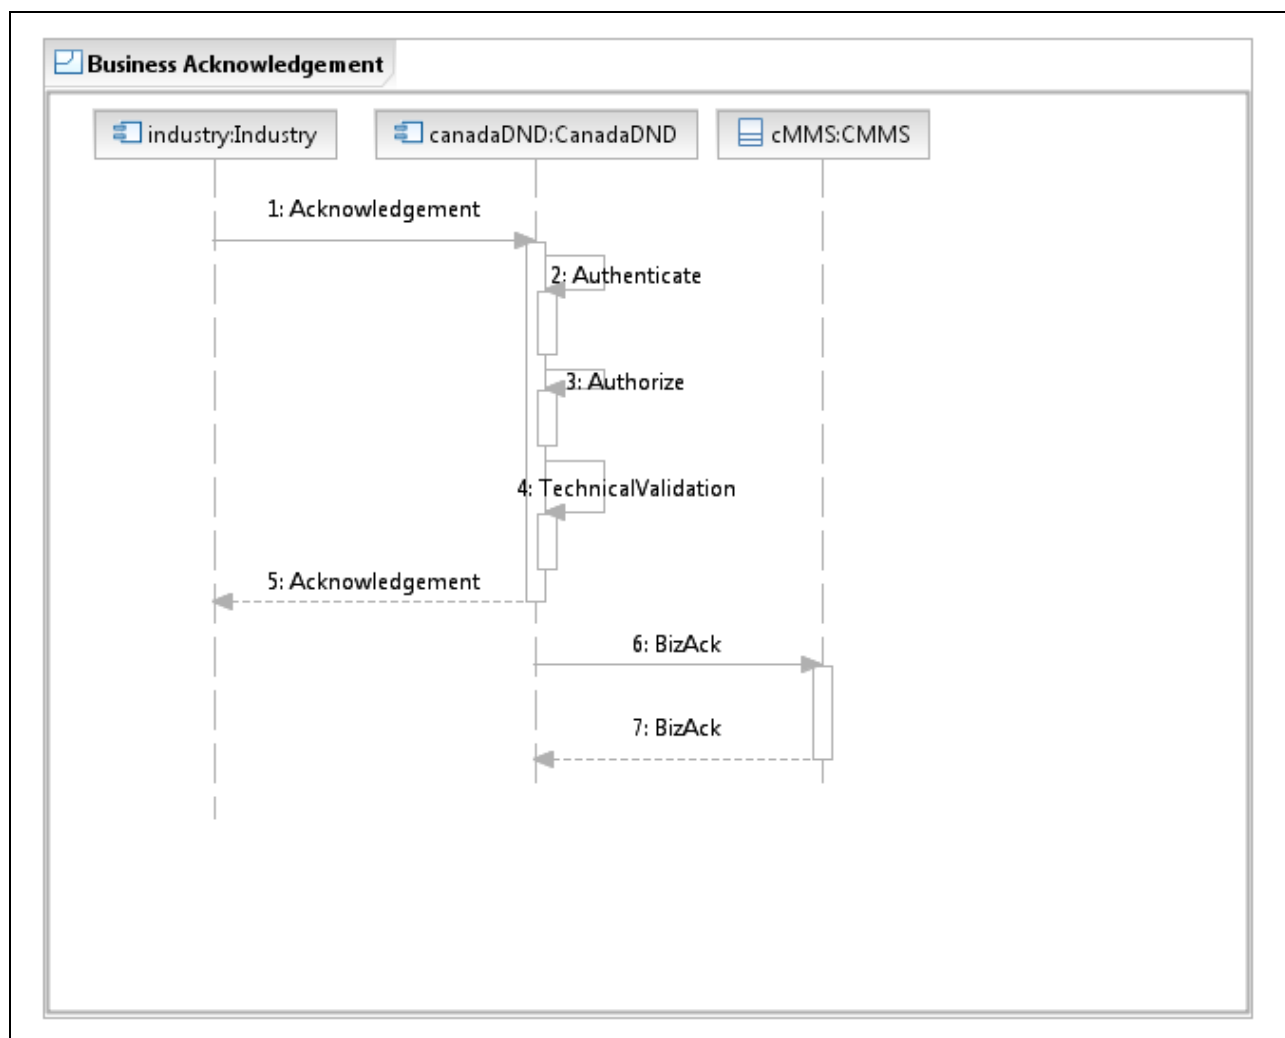 Business Acknowledgement
industry:Industry
canadaDND:CanadaDND
cMMS:CMMS
1: Acknowledgement
2: Authenticate
3: Authorize
4: TechnicalValidation
5: Acknowledgement
6: BizAck
7: BizAck